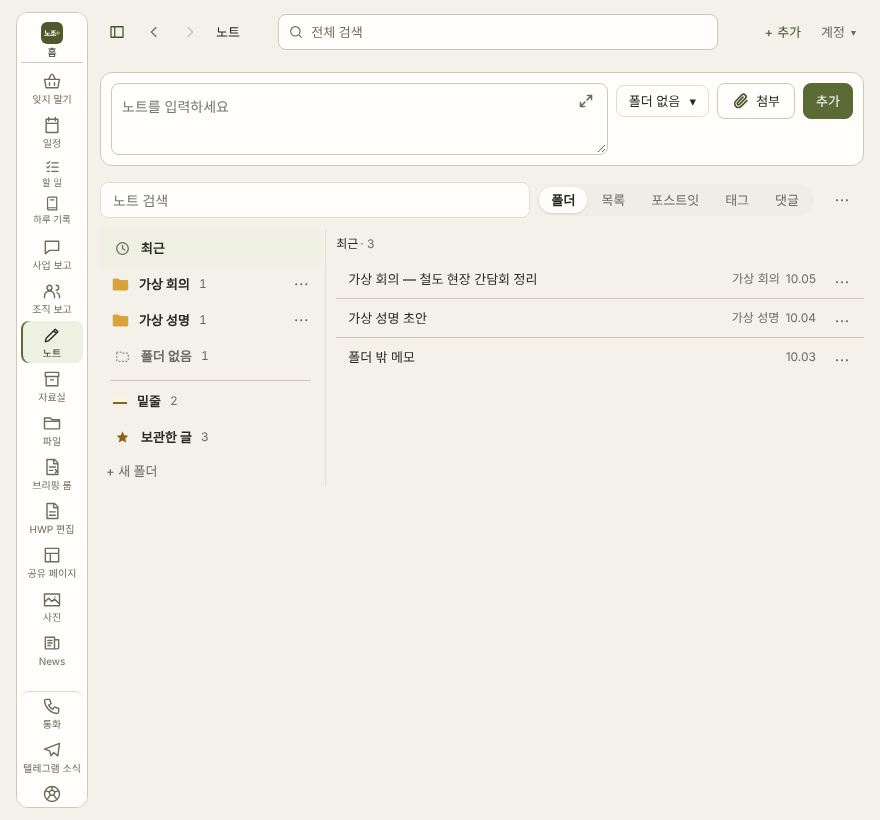 노조+
홈
잊지 말기
일정
할 일
하루 기록
사업 보고
조직 보고
노트
자료실
파일
브리핑 룸
HWP 편집
공유 페이지
사진
News
통화
텔레그램 소식
노트
전체 검색
+ 추가
계정 ▾
노트를 입력하세요
폴더 없음 ▾
첨부
추가
노트 검색
폴더
목록
포스트잇
태그
댓글
...
최근
가상 회의 1 ...
가상 성명 1 ...
폴더 없음 1
밑줄 2
보관한 글 3
+ 새 폴더
최근 · 3
가상 회의 — 철도 현장 간담회 정리 가상 회의 10.05 ...
가상 성명 초안 가상 성명 10.04 ...
폴더 밖 메모 10.03 ...